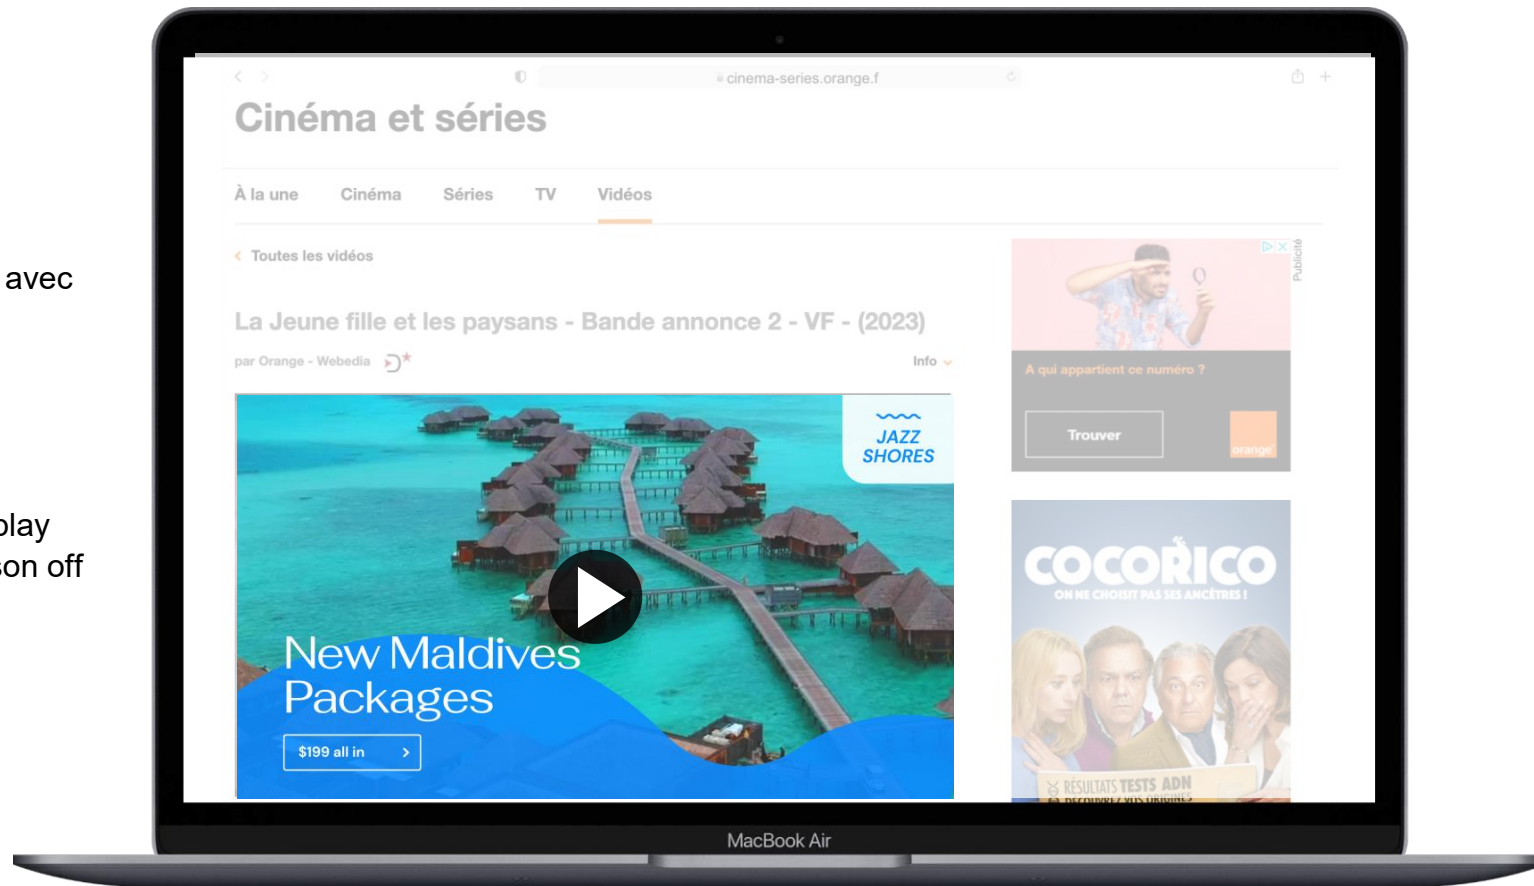 avec
play
son off
cinema-series.orange.f
Cinéma et séries
À la une Cinéma Séries TV Vidéos
Toutes les vidéos
La Jeune fille et les paysans - Bande annonce 2 - VF - (2023)
par Orange - Webedia
Info
JAZZ
SHORES
New Maldives
Packages
$199 all in
Publicité
A qui appartient ce numéro ?
Trouver
orange
COCORICO
ON NE CHOISIT PAS SES ANCÊTRES !
RÉSULTATS TESTS ADN
DÉCOUVREZ VOS ORIGINES
MacBook Air